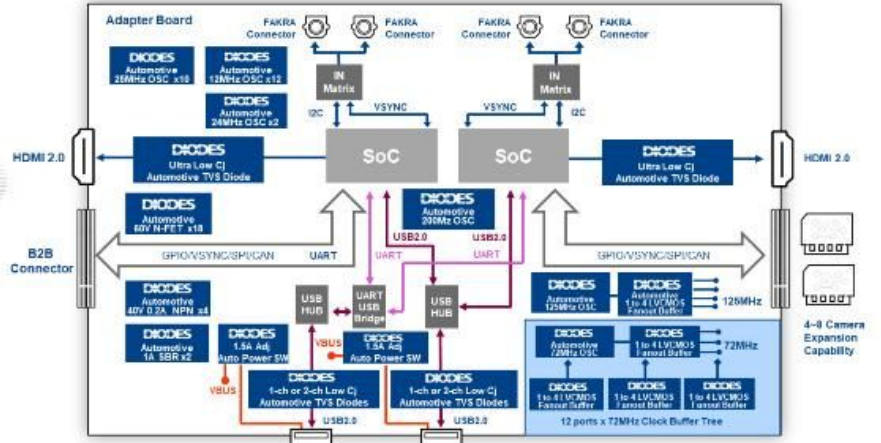 Adapter Board
FAKRA
Connector
FAKRA
Connector
FAKRA
Connector
FAKRA
Connector
DIODES
Automotive
25MHz OSC x10
DIODES
Automotive
12MHz OSC x12
DIODES
Automotive
24MHz OSC x2
IN
Matrix
IN
Matrix
I2C
VSYNC
VSYNC
I2C
HDMI 2.0
DIODES
Ultra Low Cj
Automotive TVS Diode
SoC
SoC
DIODES
Ultra Low Cj
Automotive TVS Diode
HDMI 2.0
DIODES
Automotive
60V N-FET x18
DIODES
Automotive
200Mz OSC
B2B
Connector
GPIO/VSYNC/SPI/CAN
UART
USB2.0
USB2.0
UART
UART
GPIO/VSYNC/SPI/CAN
DIODES
Automotive
40V 0.2A NPN x4
USB
HUB
UART
USB
Bridge
USB
HUB
DIODES
Automotive
125MHz OSC
DIODES
Automotive
1 to 4 LVCMOS
Fanout Buffer
125MHz
4~8 Camera
Expansion
Capability
DIODES
Automotive
1A SBR x2
DIODES
1.5A Adj
Auto Power SW
VBUS
DIODES
1.5A Adj
Auto Power SW
DIODES
Automotive
72MHz OSC
DIODES
1 to 4 LVCMOS
Fanout Buffer
72MHz
VBUS
DIODES
1-ch or 2-ch Low Cj
Automotive TVS Diodes
DIODES
1-ch or 2-ch Low Cj
Automotive TVS Diodes
DIODES
1 to 4 LVCMOS
Fanout Buffer
DIODES
1 to 4 LVCMOS
Fanout Buffer
DIODES
1 to 4 LVCMOS
Fanout Buffer
USB2.0
USB2.0
12 ports x 72MHz Clock Buffer Tree